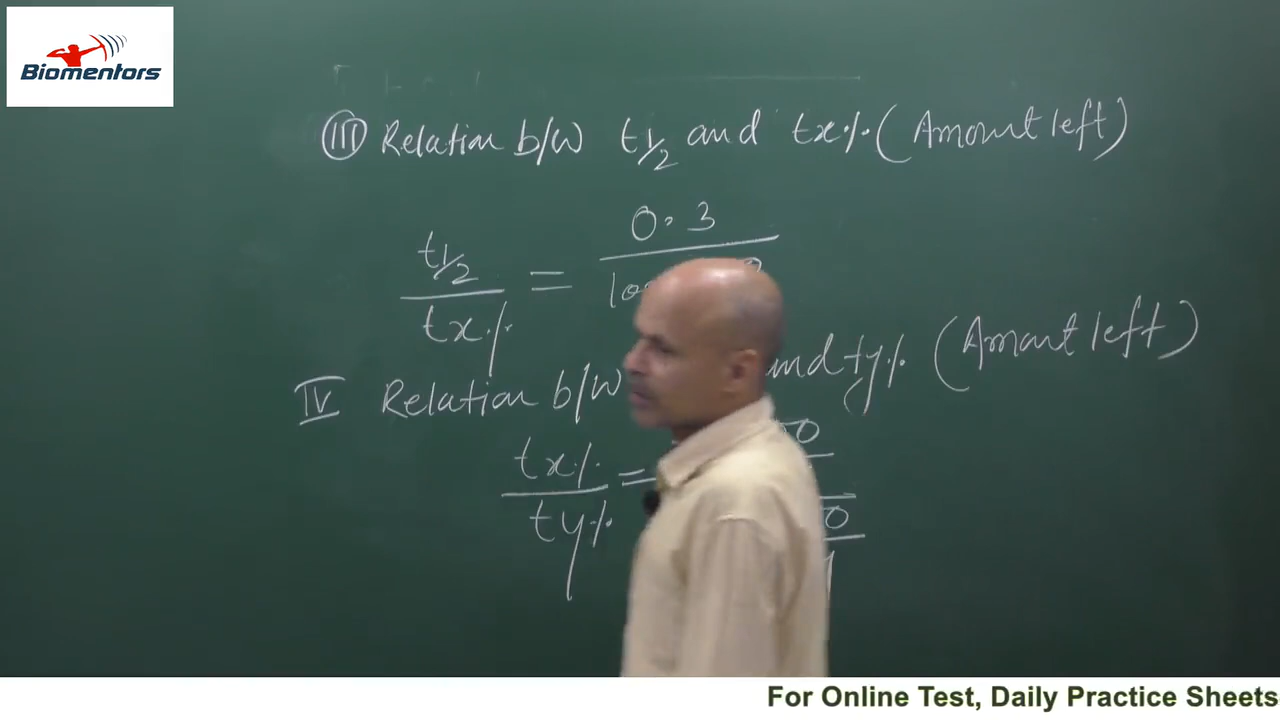 Biomentors
III Relation b/w t1/2 and tx% (Amount left)
t1/2 / tx% = 0.3
IV Relation b/w and ty% (Amount left)
tx% / ty% =
For Online Test, Daily Practice Sheets